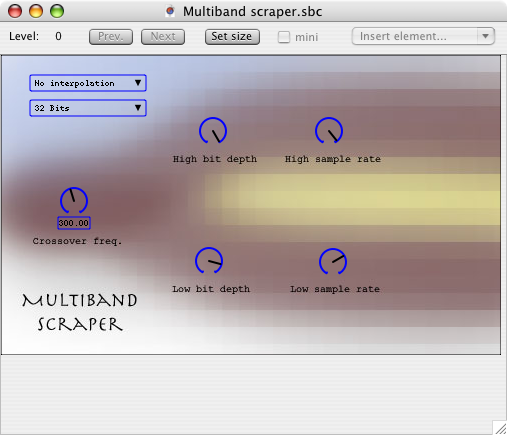 Multiband scraper.sbc
Level: 0 Prev. Next Set size mini Insert element...
No interpolation
32 Bits
High bit depth High sample rate
300.00
Crossover freq.
Low bit depth Low sample rate
MULTIBAND
SCRAPER